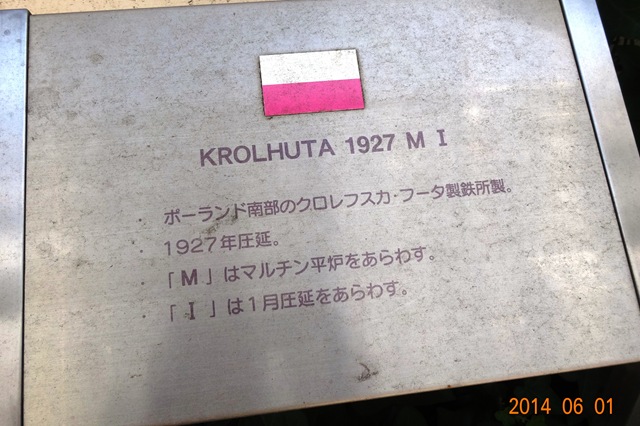 KROLHUTA 1927 M I
・ ポーランド南部のクロレフスカ・フータ製鉄所製。
・ 1927年圧延。
・ 「M」はマルチン平炉をあらわす。
・ 「I」は1月圧延をあらわす。
2014 06 01